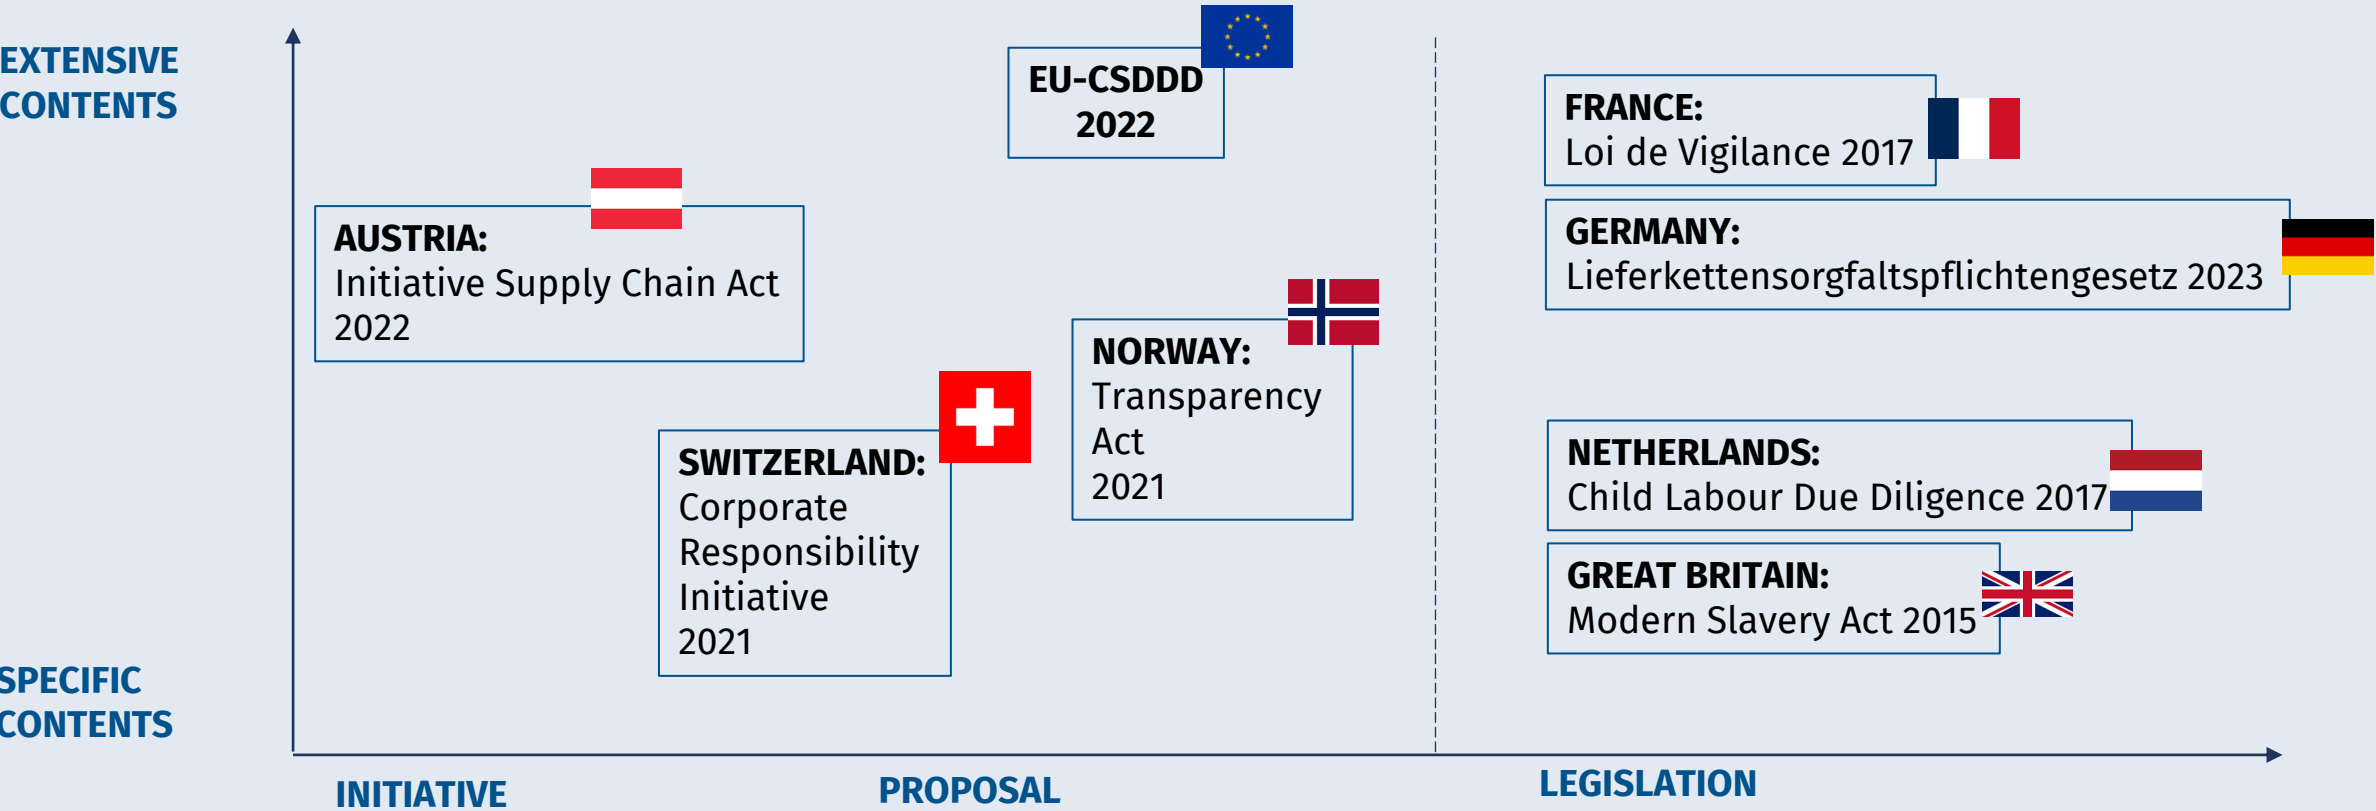 EXTENSIVE
CONTENTS
EU-CSDDD
2022
FRANCE:
Loi de Vigilance 2017
GERMANY:
Lieferkettensorgfaltspflichtengesetz 2023
AUSTRIA:
Initiative Supply Chain Act
2022
NORWAY:
Transparency
Act
2021
SWITZERLAND:
Corporate
Responsibility
Initiative
2021
NETHERLANDS:
Child Labour Due Diligence 2017
GREAT BRITAIN:
Modern Slavery Act 2015
SPECIFIC
CONTENTS
INITIATIVE
PROPOSAL
LEGISLATION